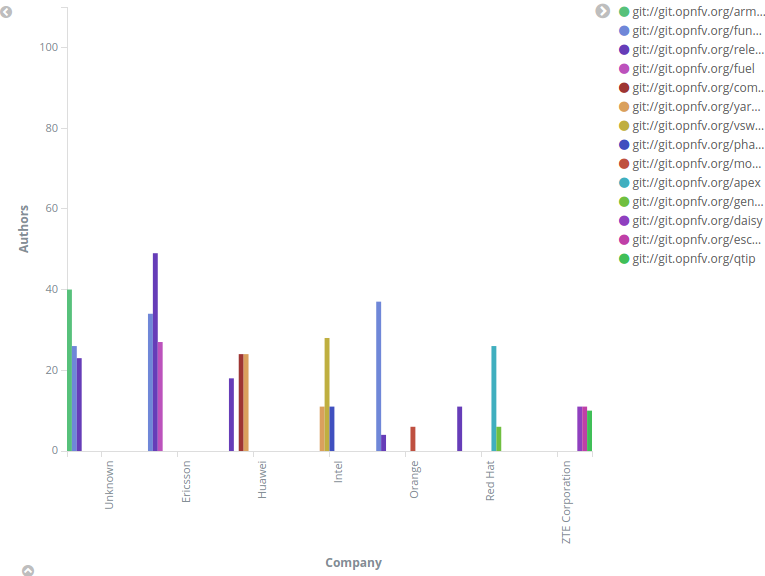 100
80
60
40
20
0
Authors
Unknown
Ericsson
Huawei
Intel
Orange
Red Hat
ZTE Corporation
Company
git://git.opnfv.org/arm...
git://git.opnfv.org/fun...
git://git.opnfv.org/rele...
git://git.opnfv.org/fuel
git://git.opnfv.org/com...
git://git.opnfv.org/yar...
git://git.opnfv.org/vsw...
git://git.opnfv.org/pha...
git://git.opnfv.org/mo...
git://git.opnfv.org/apex
git://git.opnfv.org/gen...
git://git.opnfv.org/daisy
git://git.opnfv.org/esc...
git://git.opnfv.org/qtip